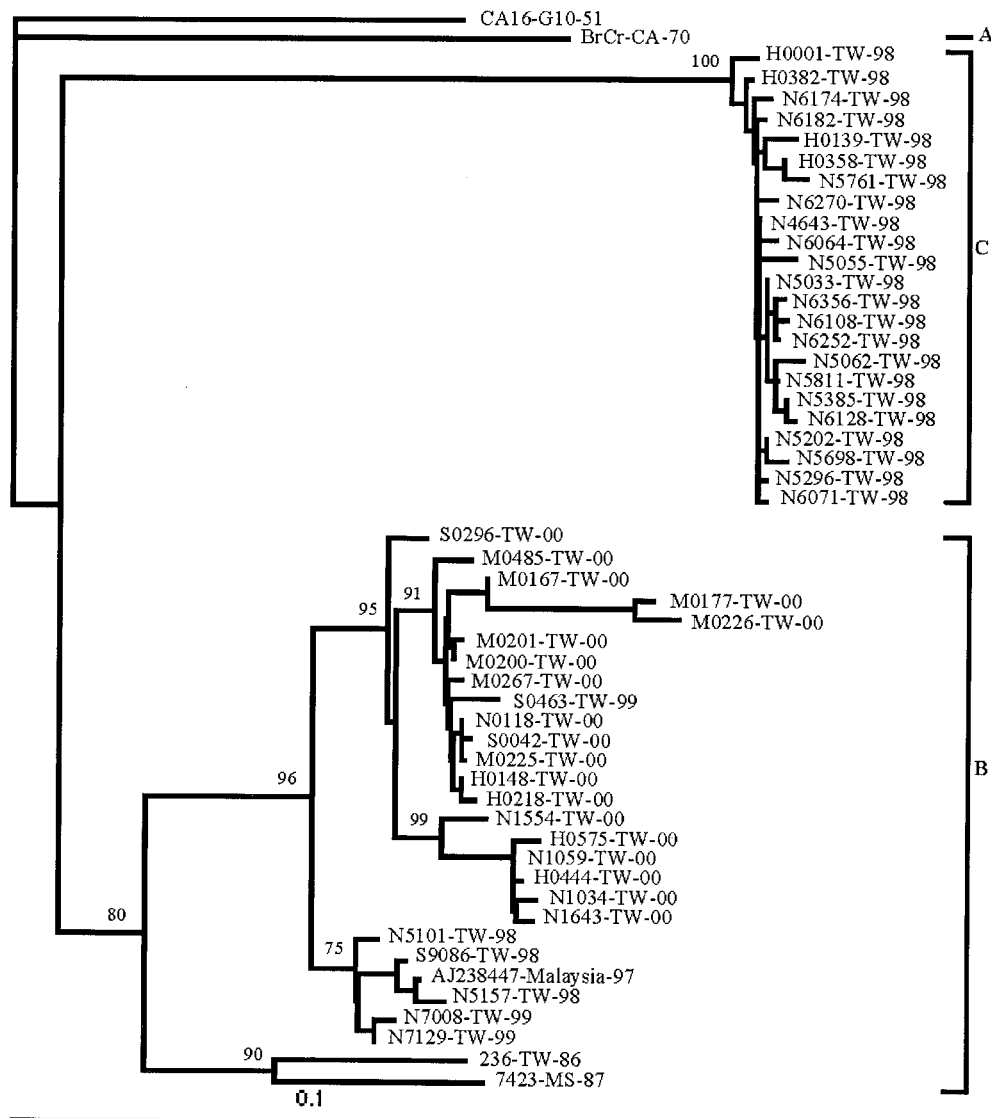 CA16-G10-51
BrCr-CA-70
A
100
H0001-TW-98
H0382-TW-98
N6174-TW-98
N6182-TW-98
H0139-TW-98
H0358-TW-98
N5761-TW-98
N6270-TW-98
N4643-TW-98
N6064-TW-98
C
N5055-TW-98
N5033-TW-98
N6356-TW-98
N6108-TW-98
N6252-TW-98
N5062-TW-98
N5811-TW-98
N5385-TW-98
N6128-TW-98
N5202-TW-98
N5698-TW-98
N5296-TW-98
N6071-TW-98
S0296-TW-00
M0485-TW-00
M0167-TW-00
91
M0177-TW-00
95
M0226-TW-00
M0201-TW-00
M0200-TW-00
M0267-TW-00
S0463-TW-99
N0118-TW-00
S0042-TW-00
M0225-TW-00
B
96
H0148-TW-00
H0218-TW-00
99
N1554-TW-00
H0575-TW-00
N1059-TW-00
H0444-TW-00
N1034-TW-00
80
N1643-TW-00
N5101-TW-98
75
S9086-TW-98
AJ238447-Malaysia-97
N5157-TW-98
N7008-TW-99
N7129-TW-99
90
236-TW-86
7423-MS-87
0.1